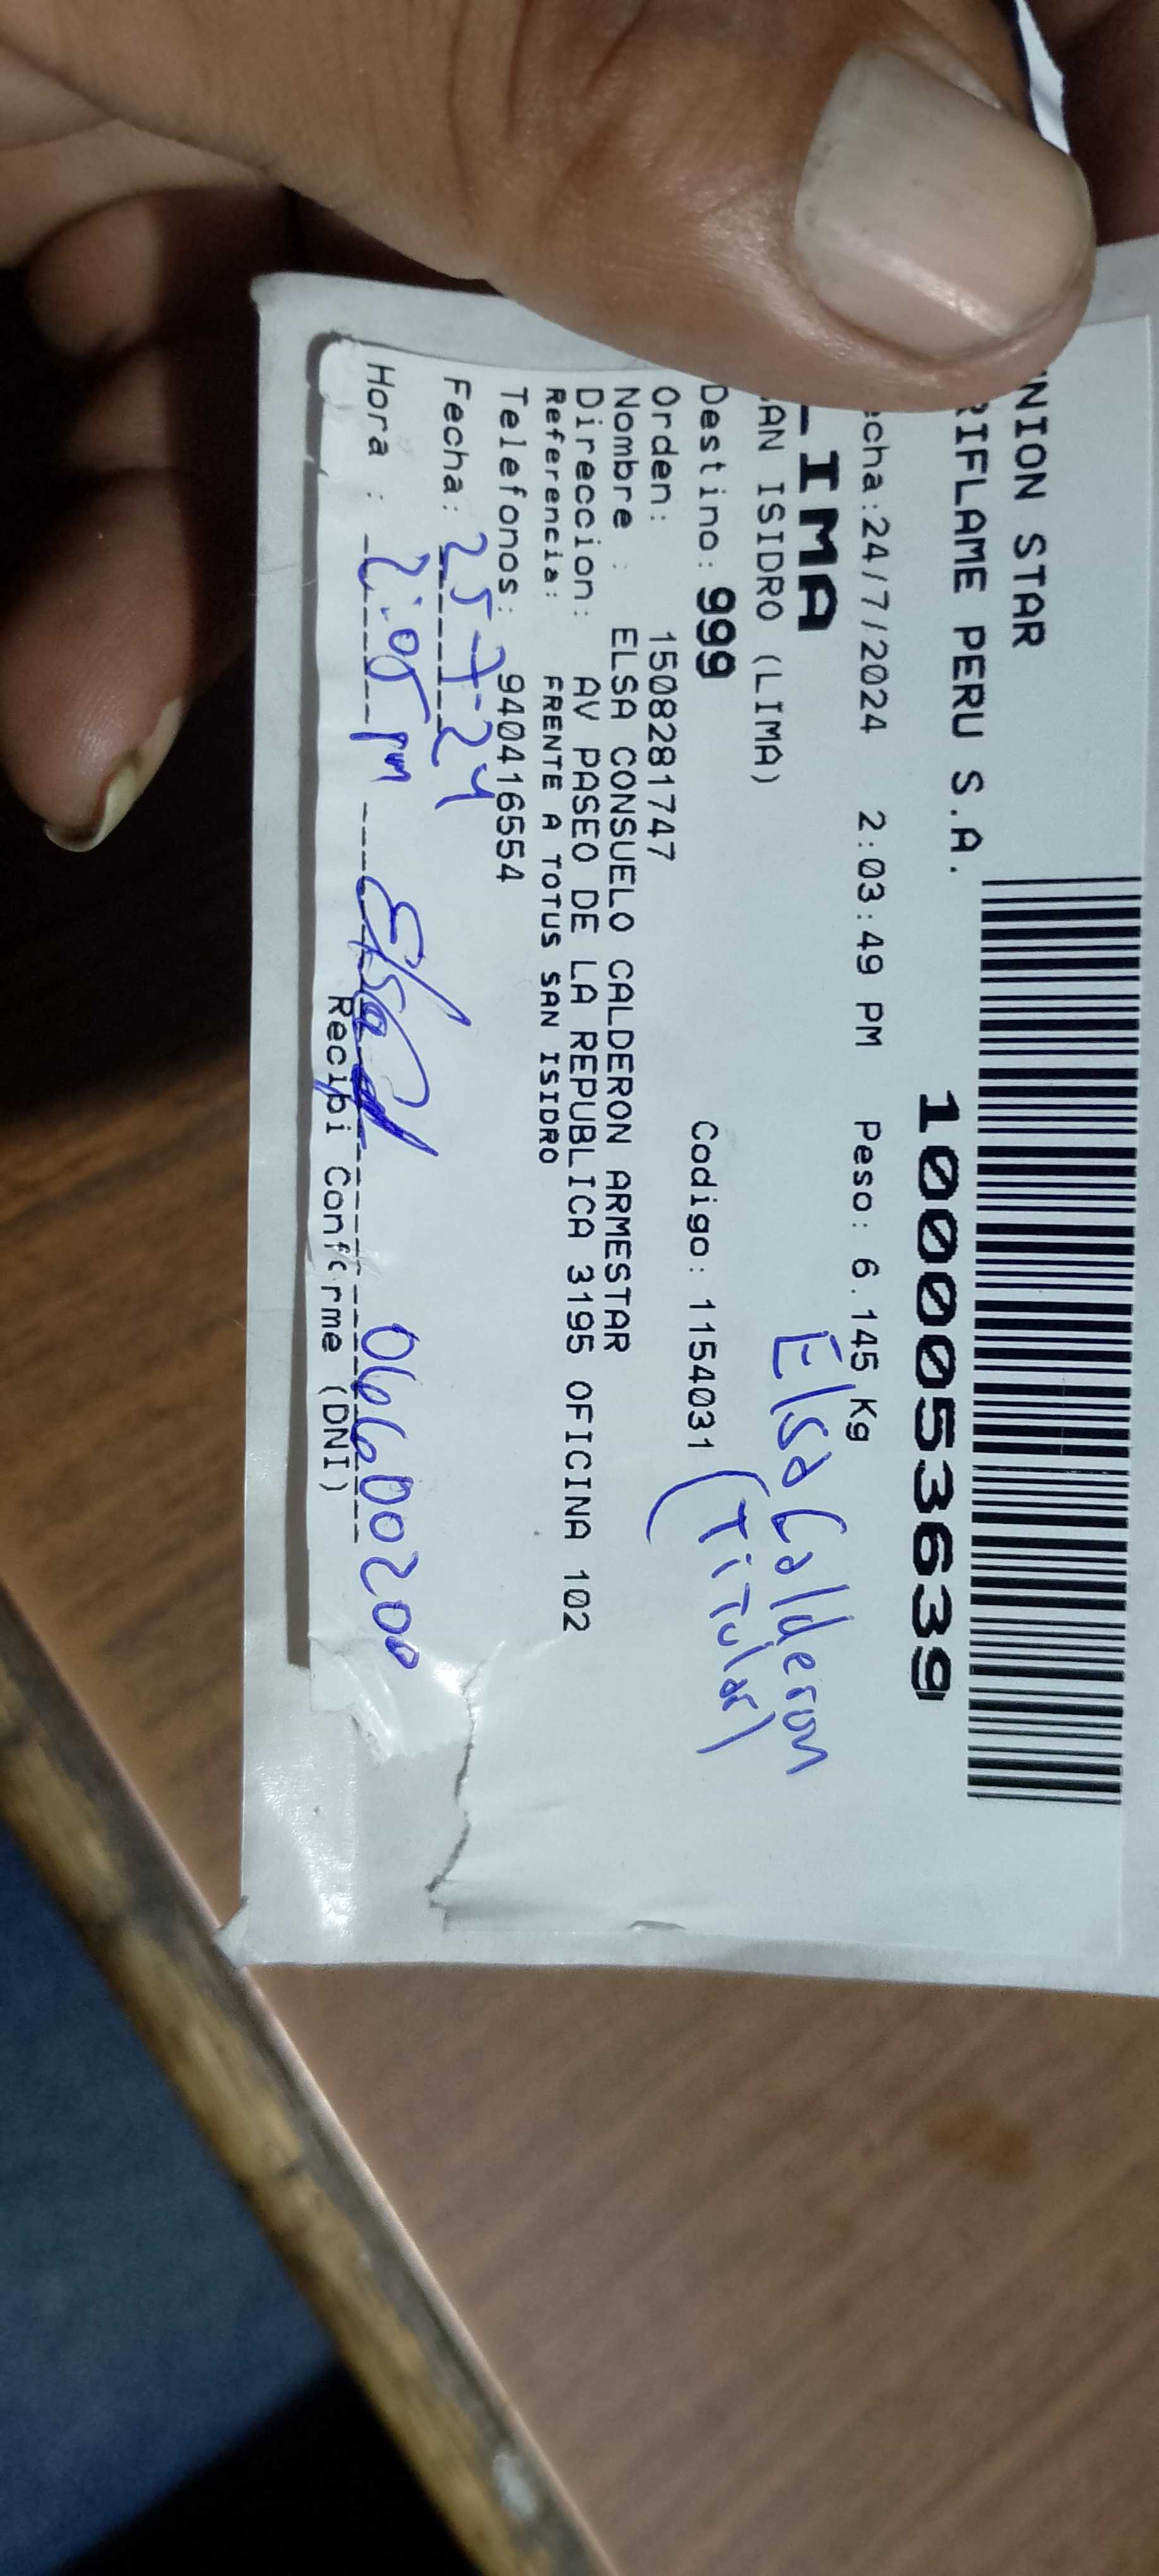 NION STAR
RIFLAME PERU S.A.
1000053639
echa:24/7/2024 2:03:49 PM Peso: 6.145 Kg
LIMA
SAN ISIDRO (LIMA)
Elsa Calderon
(Titular)
Destino: 999 Codigo: 1154031
Orden: 1508281747
Nombre : ELSA CONSUELO CALDERON ARMESTAR
Direccion: AV PASEO DE LA REPUBLICA 3195 OFICINA 102
Referencia: FRENTE A TOTUS SAN ISIDRO
Telefonos: 940416554
Fecha: 25-7-24
Hora : 2:05 pm Elsa 06600200
Recibi Conforme (DNI)